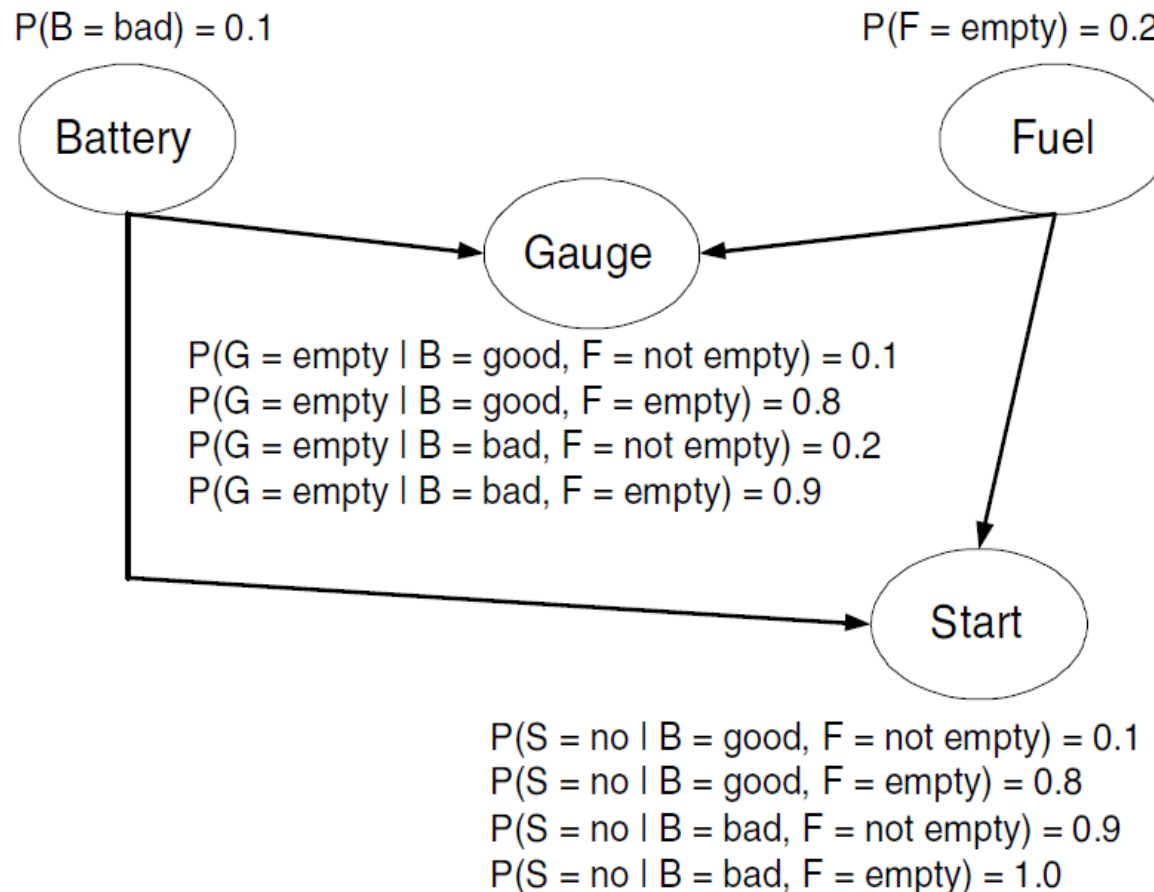 P(B = bad) = 0.1
P(F = empty) = 0.2
Battery
Fuel
Gauge
P(G = empty | B = good, F = not empty) = 0.1
P(G = empty | B = good, F = empty) = 0.8
P(G = empty | B = bad, F = not empty) = 0.2
P(G = empty | B = bad, F = empty) = 0.9
Start
P(S = no | B = good, F = not empty) = 0.1
P(S = no | B = good, F = empty) = 0.8
P(S = no | B = bad, F = not empty) = 0.9
P(S = no | B = bad, F = empty) = 1.0